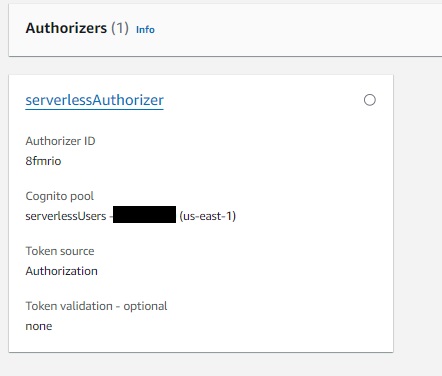 Authorizers (1) Info
serverlessAuthorizer
Authorizer ID
8fmrio
Cognito pool
serverlessUsers - (us-east-1)
Token source
Authorization
Token validation - optional
none